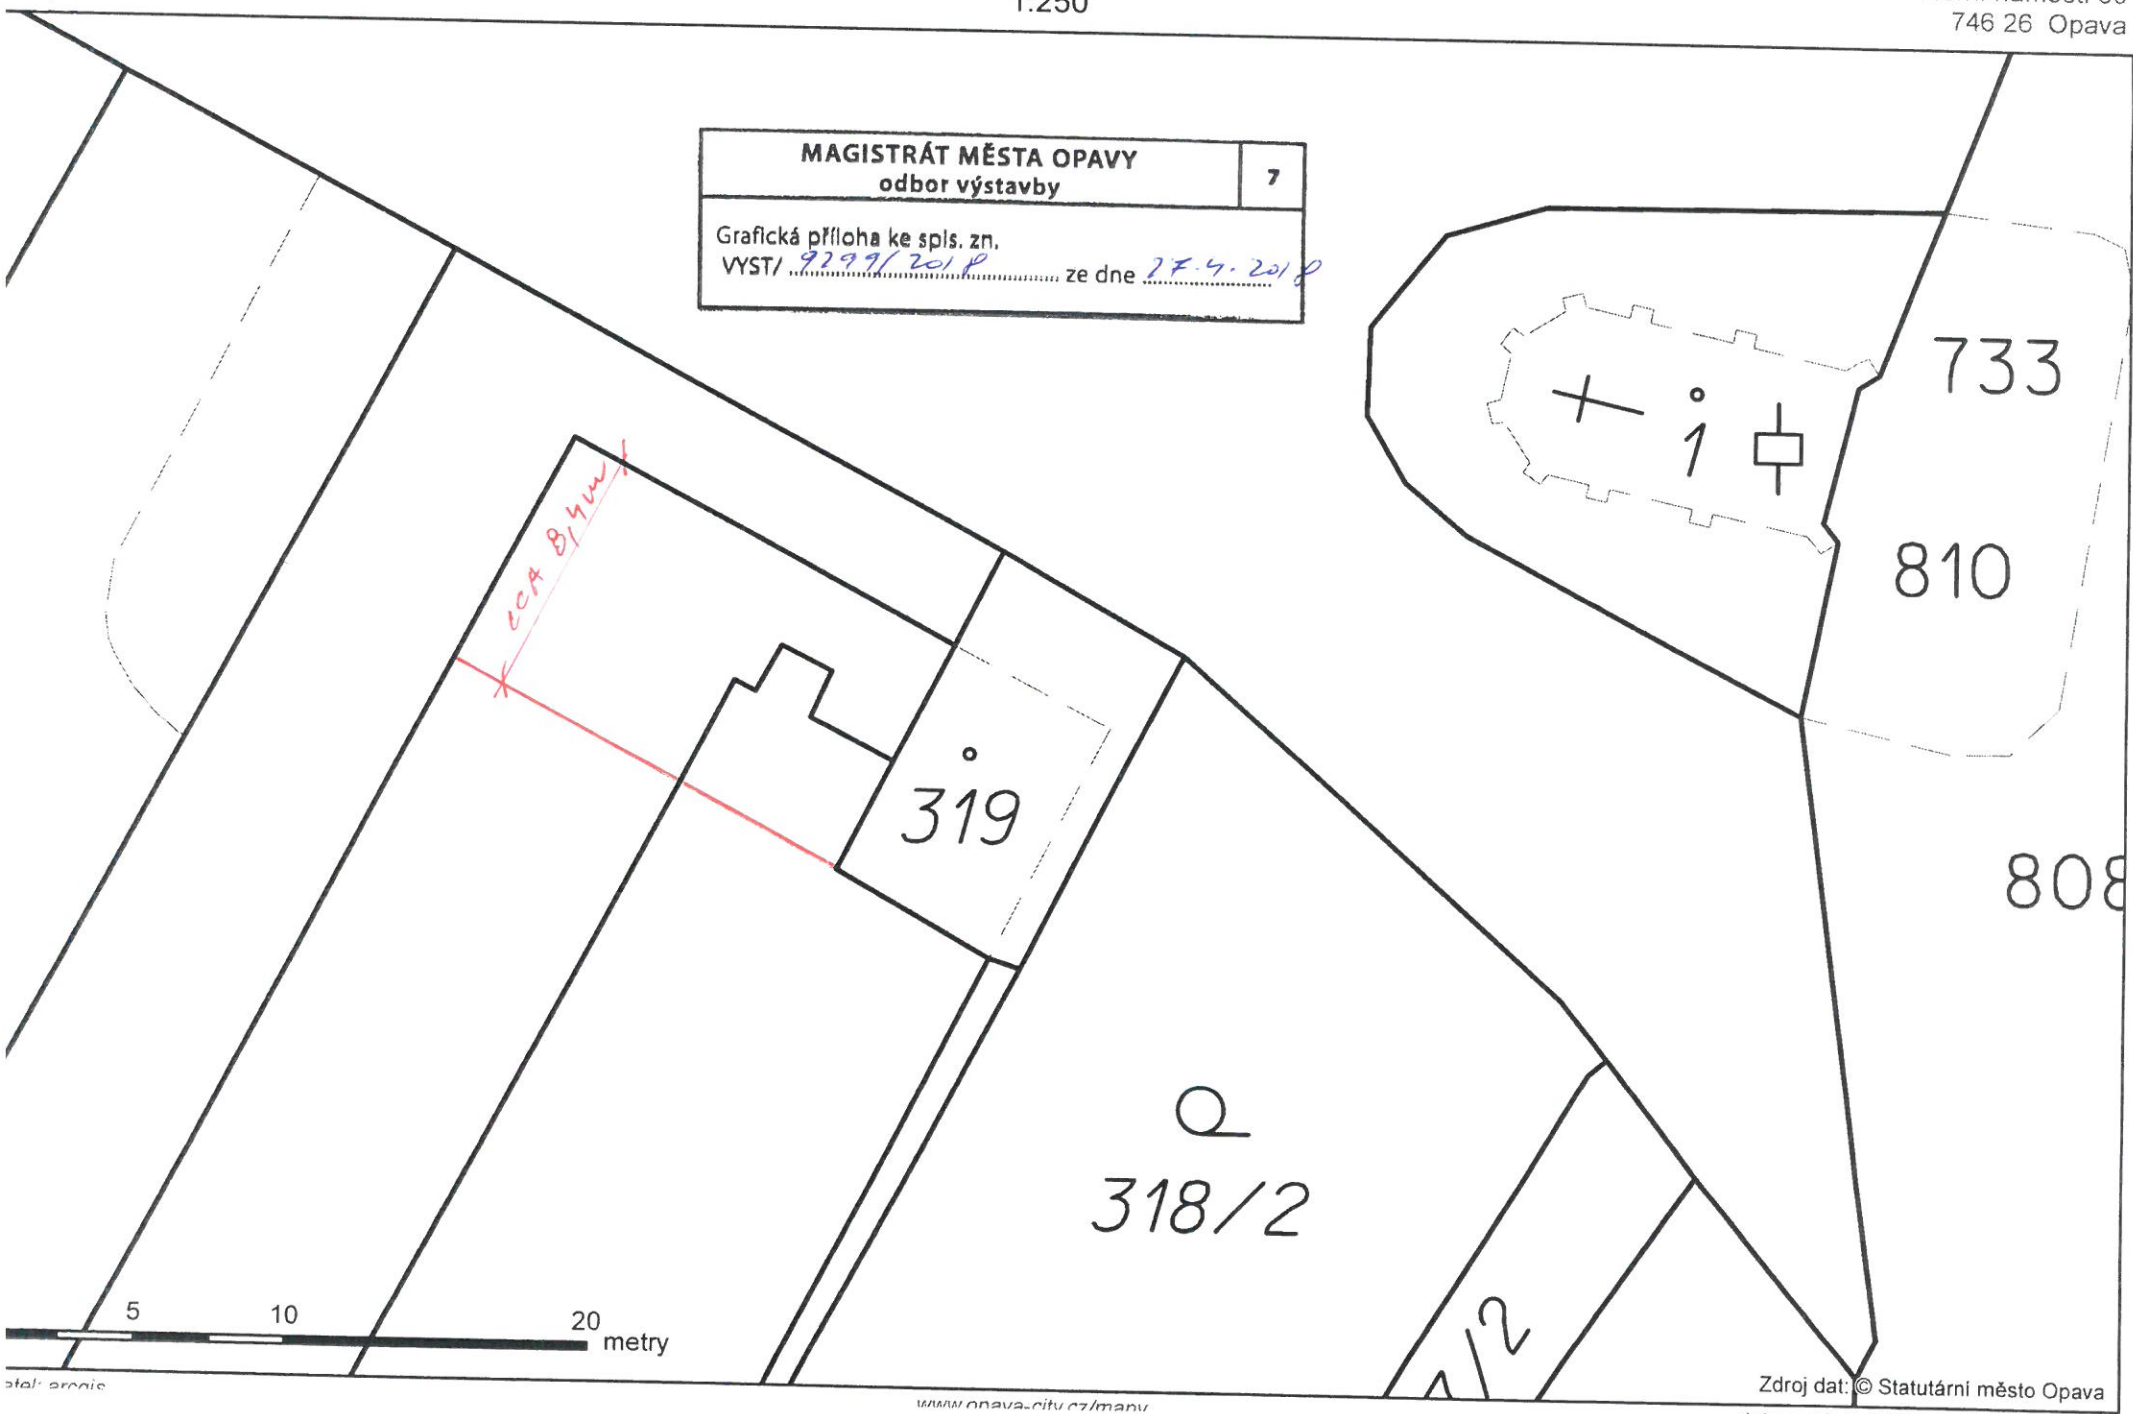 1:250
746 26 Opava
MAGISTRÁT MĚSTA OPAVY
odbor výstavby
7
Grafická příloha ke spis. zn.
VYST/ 9299/2018 ze dne 27.4.2018
733
1
810
CCA 8,4m
319
808
318/2
/2
5 10 20
metry
Zdroj dat: © Statutární město Opava
www.opava-city.cz/mapy